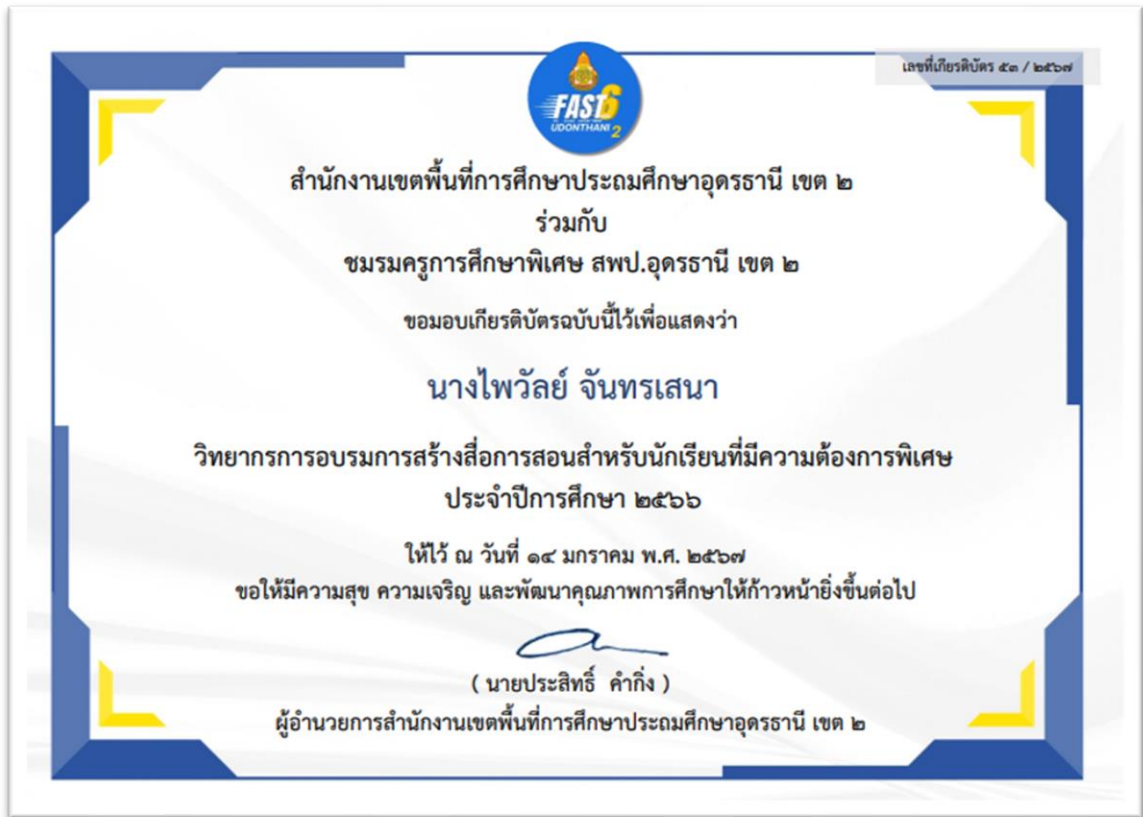 เลขที่เกียรติบัตร ๕๓ / ๒๕๖๗
FAST6
UDONTHANI 2
สำนักงานเขตพื้นที่การศึกษาประถมศึกษาอุดรธานี เขต ๒
ร่วมกับ
ชมรมครูการศึกษาพิเศษ สพป.อุดรธานี เขต ๒
ขอมอบเกียรติบัตรฉบับนี้ไว้เพื่อแสดงว่า
นางไพวัลย์ จันทรเสนา
วิทยากรการอบรมการสร้างสื่อการสอนสำหรับนักเรียนที่มีความต้องการพิเศษ
ประจำปีการศึกษา ๒๕๖๖
ให้ไว้ ณ วันที่ ๑๔ มกราคม พ.ศ. ๒๕๖๗
ขอให้มีความสุข ความเจริญ และพัฒนาคุณภาพการศึกษาให้ก้าวหน้ายิ่งขึ้นต่อไป
( นายประสิทธิ์ คำกิ่ง )
ผู้อำนวยการสำนักงานเขตพื้นที่การศึกษาประถมศึกษาอุดรธานี เขต ๒